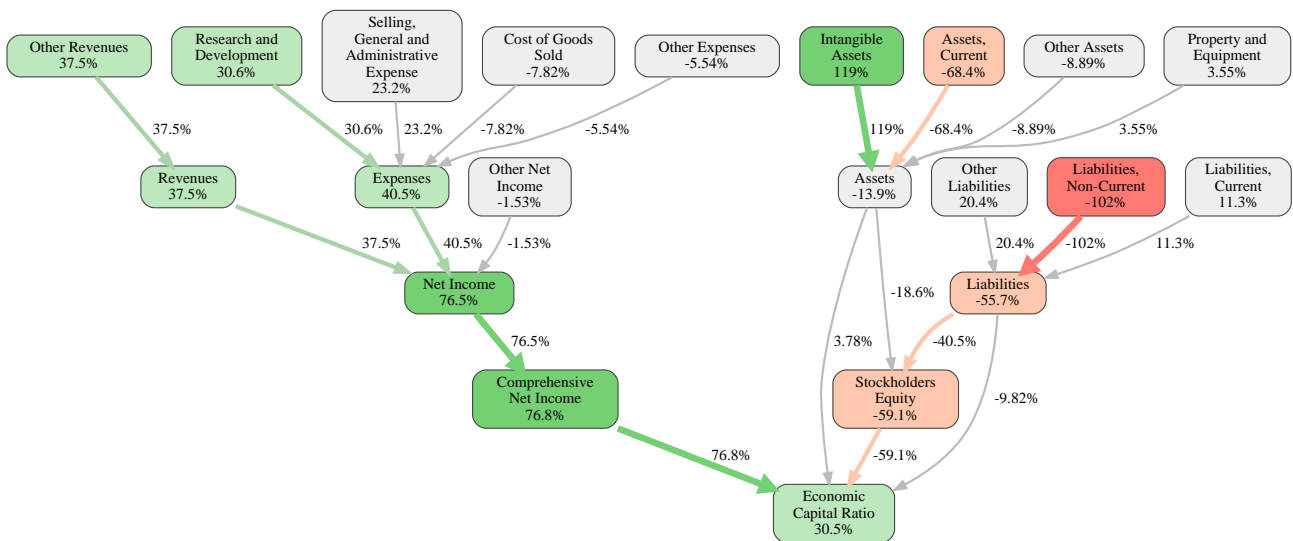 Other Revenues
37.5%
Research and
Development
30.6%
Selling,
General and
Administrative
Expense
23.2%
Cost of Goods
Sold
-7.82%
Other Expenses
-5.54%
Intangible
Assets
119%
Assets,
Current
-68.4%
Other Assets
-8.89%
Property and
Equipment
3.55%
37.5%
30.6%
23.2%
-7.82%
-5.54%
119%
-68.4%
-8.89%
3.55%
Revenues
37.5%
Expenses
40.5%
Other Net
Income
-1.53%
Assets
-13.9%
Other
Liabilities
20.4%
Liabilities,
Non-Current
-102%
Liabilities,
Current
11.3%
37.5%
40.5%
-1.53%
20.4%
-102%
11.3%
Net Income
76.5%
-18.6%
Liabilities
-55.7%
76.5%
3.78%
-40.5%
Comprehensive
Net Income
76.8%
Stockholders
Equity
-59.1%
-9.82%
76.8%
-59.1%
Economic
Capital Ratio
30.5%